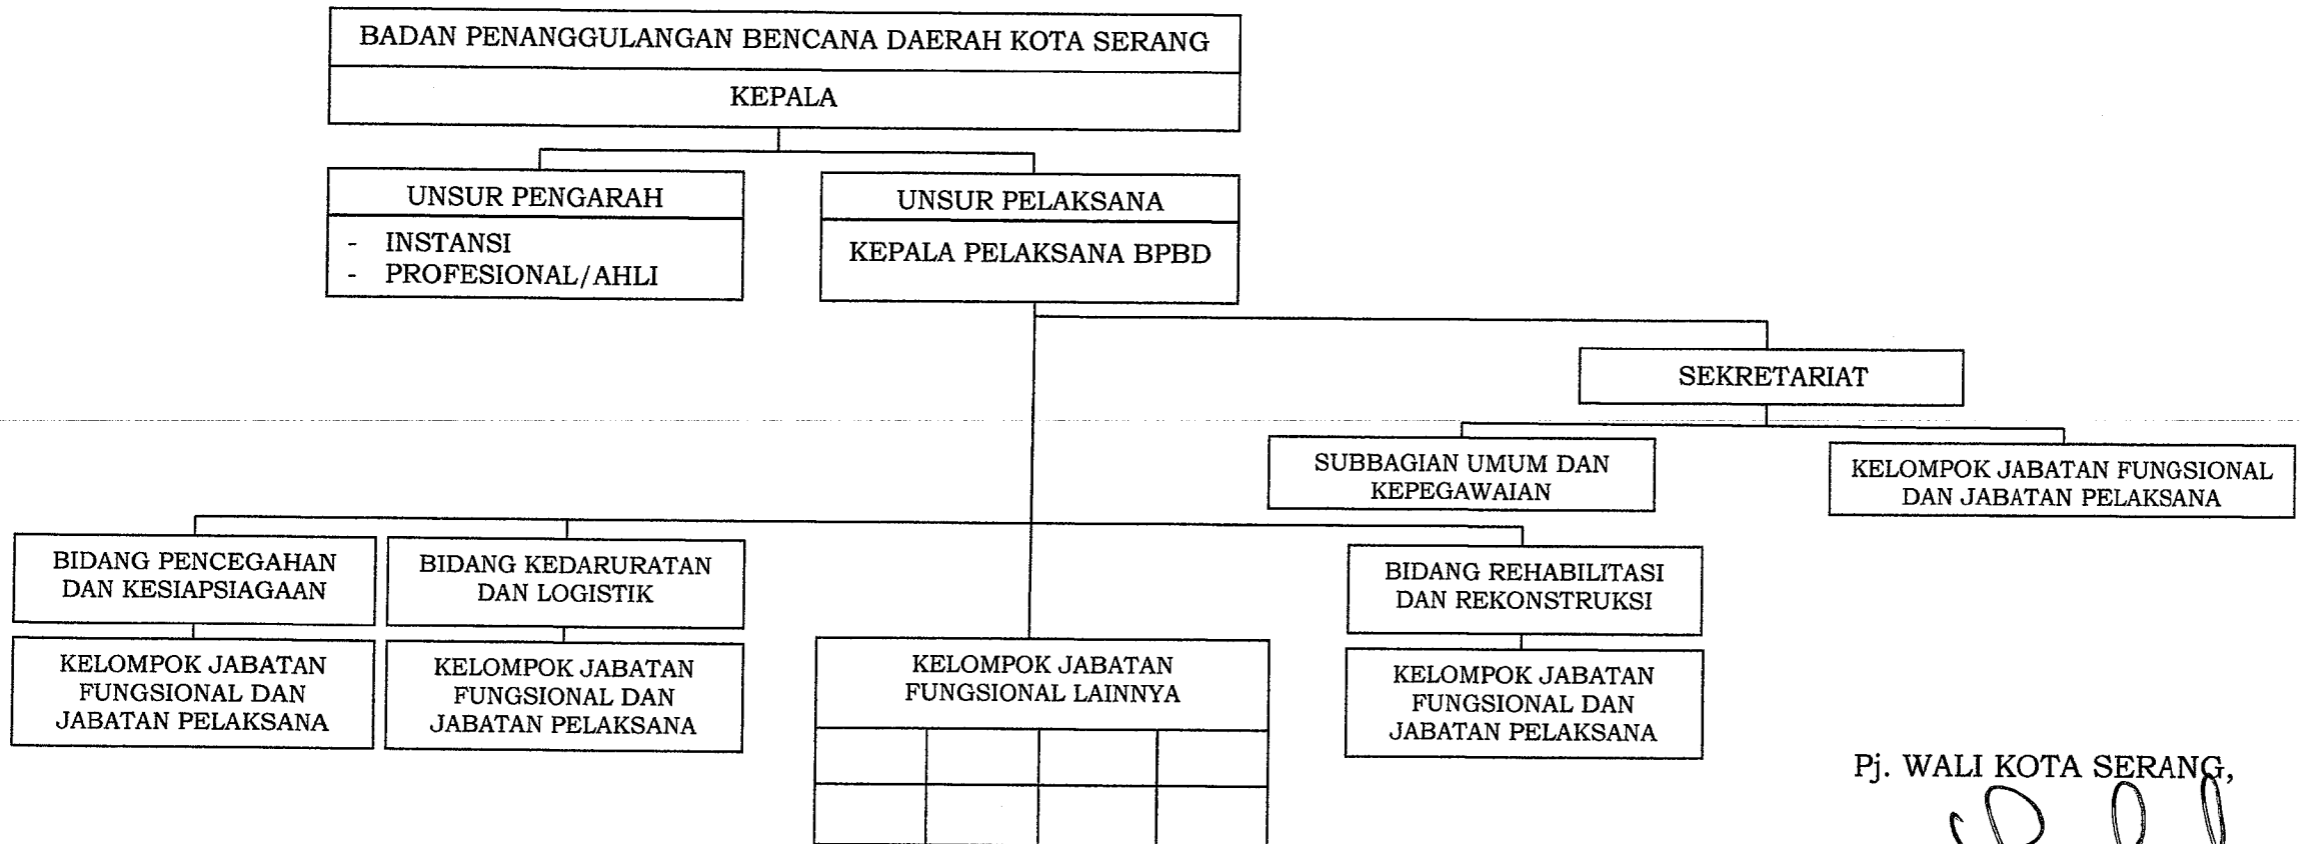 BADAN PENANGGULANGAN BENCANA DAERAH KOTA SERANG
KEPALA
UNSUR PENGARAH
- INSTANSI
- PROFESIONAL/AHLI
UNSUR PELAKSANA
KEPALA PELAKSANA BPBD
SEKRETARIAT
SUBBAGIAN UMUM DAN
KEPEGAWAIAN
KELOMPOK JABATAN FUNGSIONAL
DAN JABATAN PELAKSANA
BIDANG PENCEGAHAN
DAN KESIAPSIAGAAN
KELOMPOK JABATAN
FUNGSIONAL DAN
JABATAN PELAKSANA
BIDANG KEDARURATAN
DAN LOGISTIK
KELOMPOK JABATAN
FUNGSIONAL DAN
JABATAN PELAKSANA
KELOMPOK JABATAN
FUNGSIONAL LAINNYA
BIDANG REHABILITASI
DAN REKONSTRUKSI
KELOMPOK JABATAN
FUNGSIONAL DAN
JABATAN PELAKSANA
Pj. WALI KOTA SERANG,